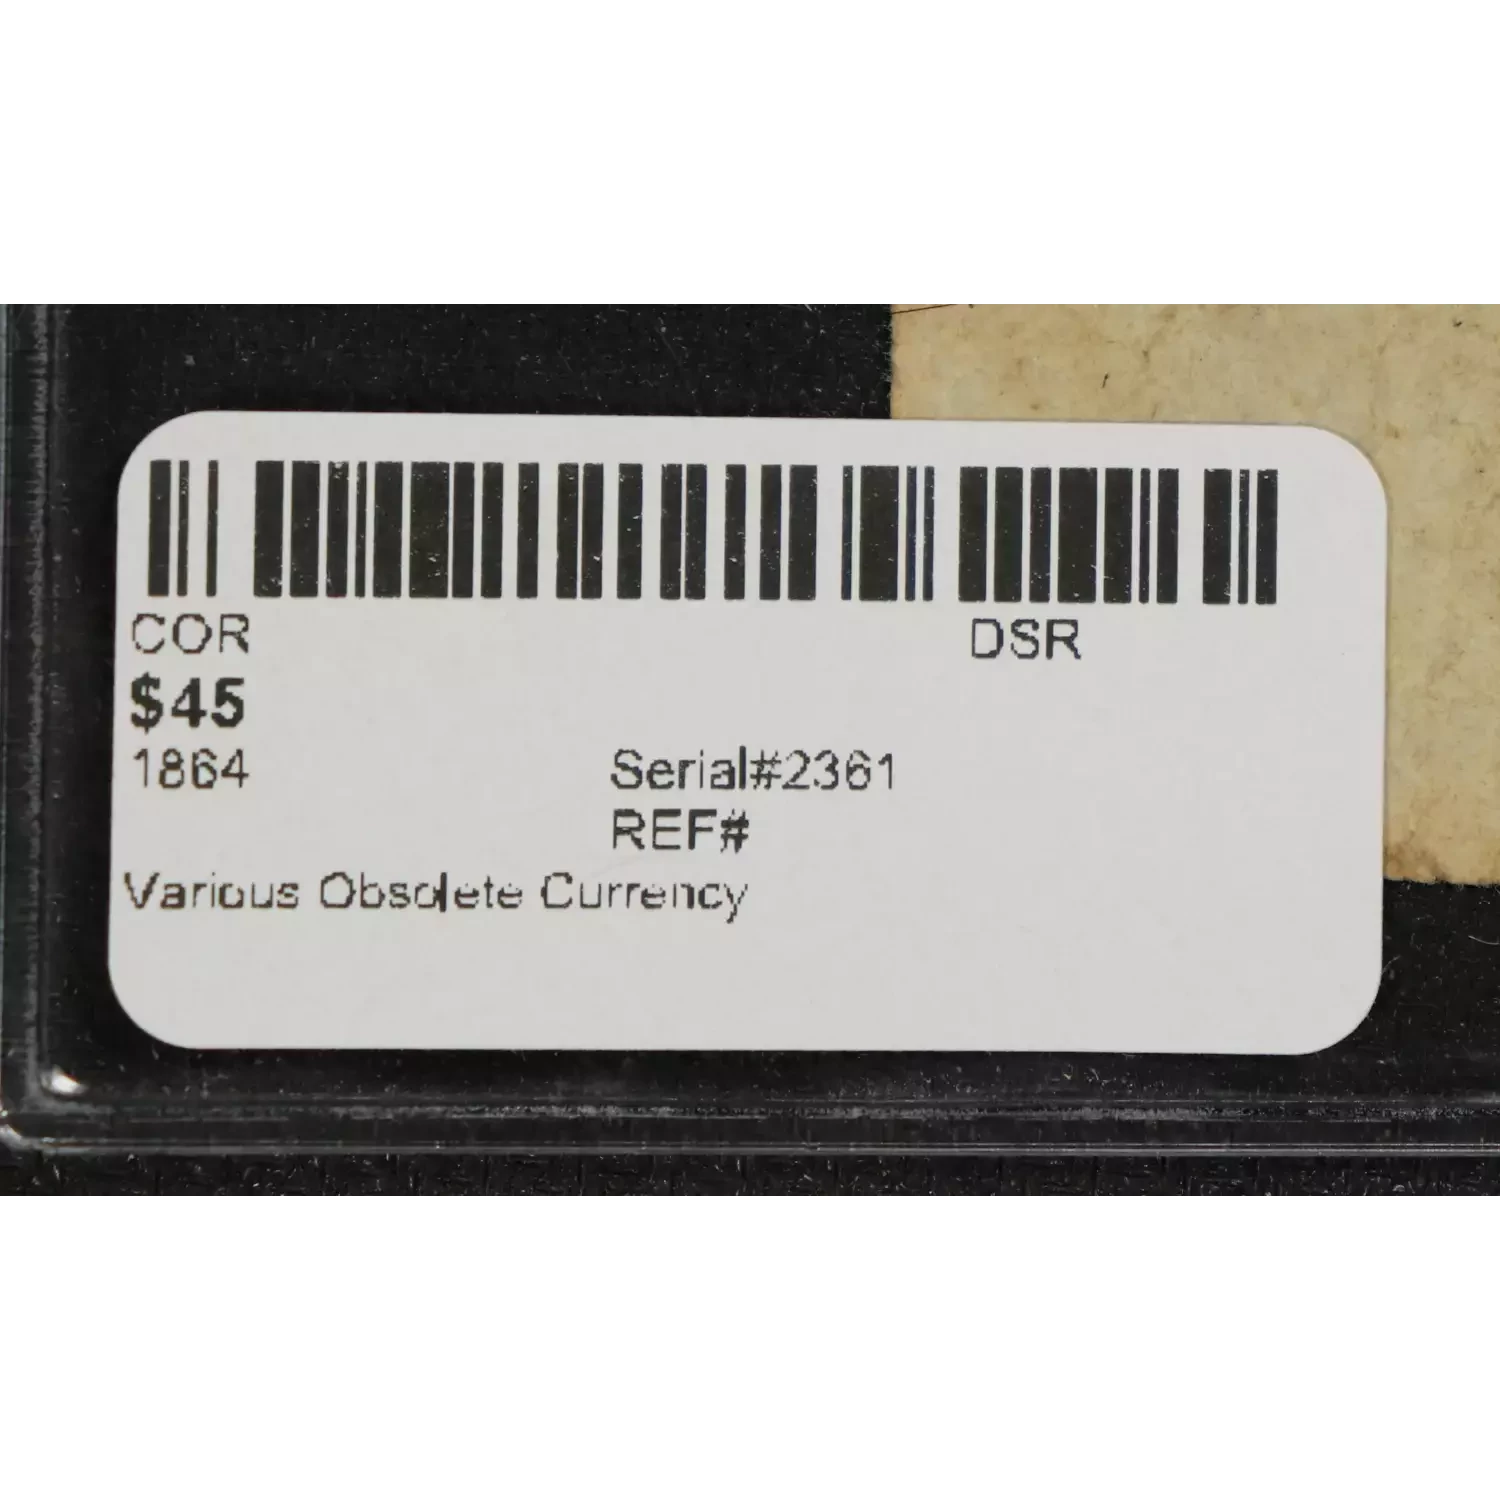 COR DSR
$45
1864 Serial#2361
REF#
Various Obsolete Currency